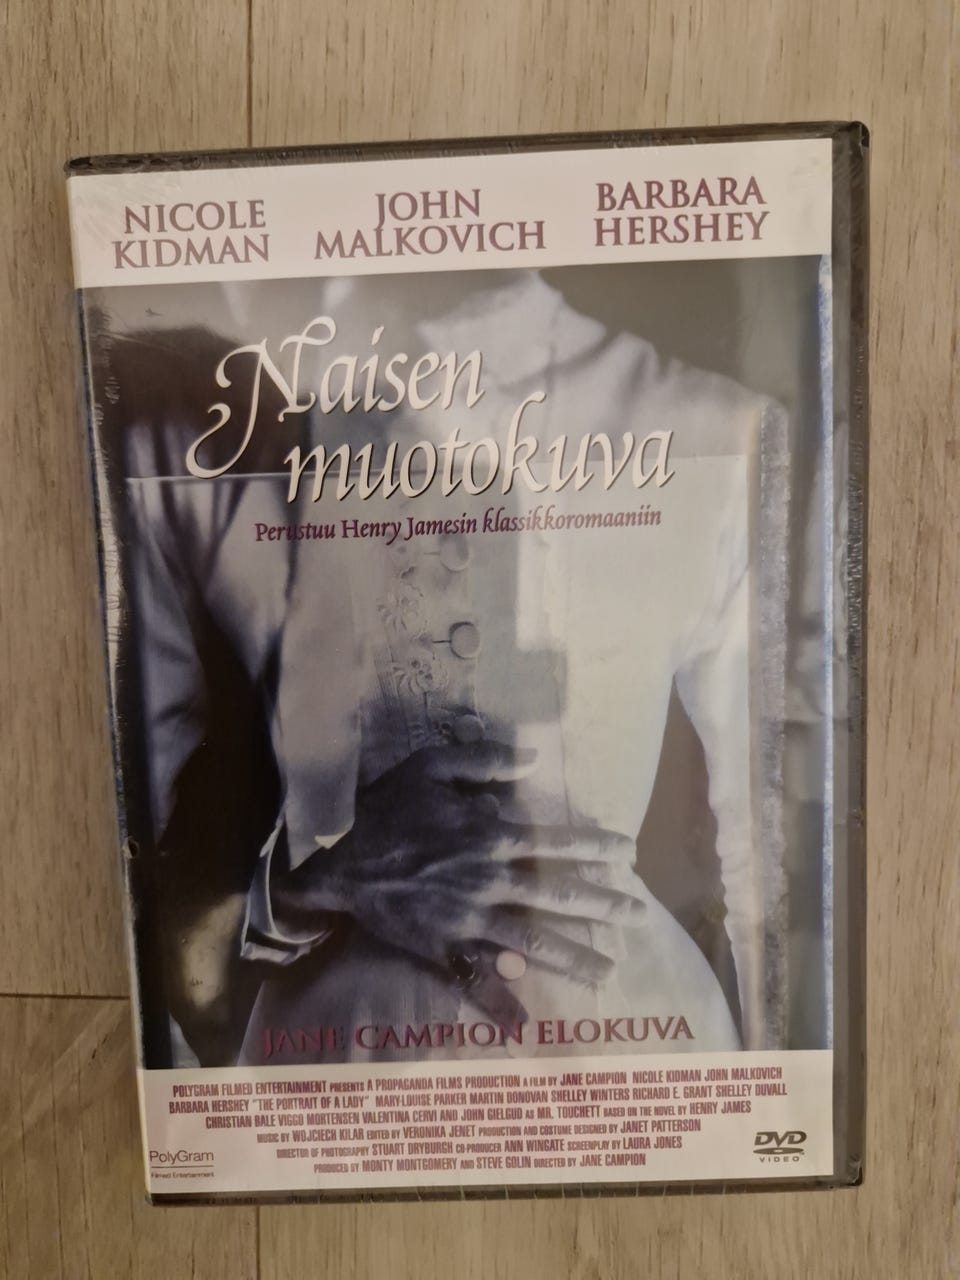 NICOLE KIDMAN
JOHN MALKOVICH
BARBARA HERSHEY
Naisen
muotokuva
Perustuu Henry Jamesin klassikkoromaaniin
JANE CAMPION ELOKUVA
POLYGRAM FILMED ENTERTAINMENT PRESENTS A PROPAGANDA FILMS PRODUCTION A FILM BY JANE CAMPION NICOLE KIDMAN JOHN MALKOVICH
BARBARA HERSHEY "THE PORTRAIT OF A LADY" MARY-LOUISE PARKER MARTIN DONOVAN SHELLEY WINTERS RICHARD E. GRANT SHELLEY DUVALL
CHRISTIAN BALE VIGGO MORTENSEN VALENTINA CERVI AND JOHN GIELGUD AS MR. TOUCHETT BASED ON THE NOVEL BY HENRY JAMES
MUSIC BY WOJCIECH KILAR EDITED BY VERONIKA JENET PRODUCTION AND COSTUME DESIGNED BY JANET PATTERSON
DIRECTOR OF PHOTOGRAPHY STUART DRYBURGH CO-PRODUCER ANN WINGATE SCREENPLAY BY LAURA JONES
PRODUCED BY MONTY MONTGOMERY AND STEVE GOLIN DIRECTED BY JANE CAMPION
PolyGram
Filmed Entertainment
DVD
VIDEO